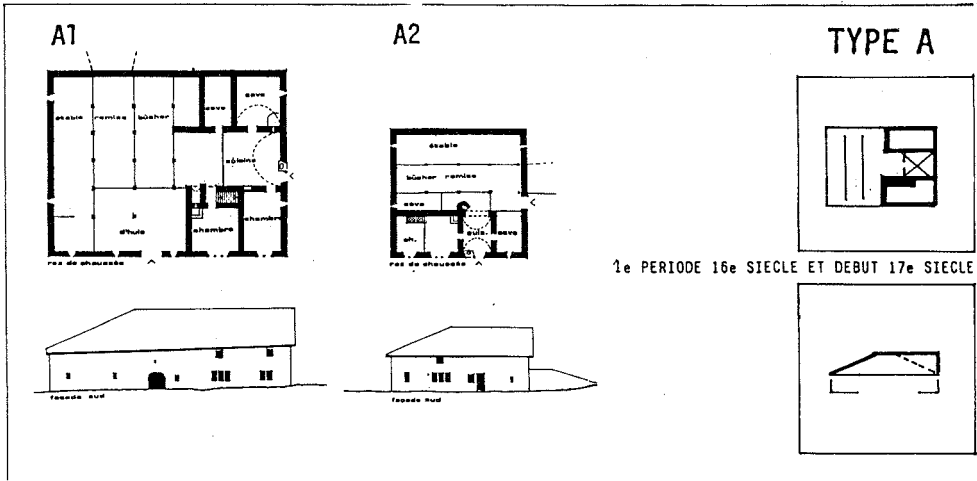 A1
A2
TYPE A
cave
cave
étable
remise
bûcher
cuisine
chambre
chambre
d'huis
rez de chaussée
étable
bûcher remise
cave
ch.
cuis.
cave
rez de chaussée
1e PERIODE 16e SIECLE ET DEBUT 17e SIECLE
façade sud
façade sud